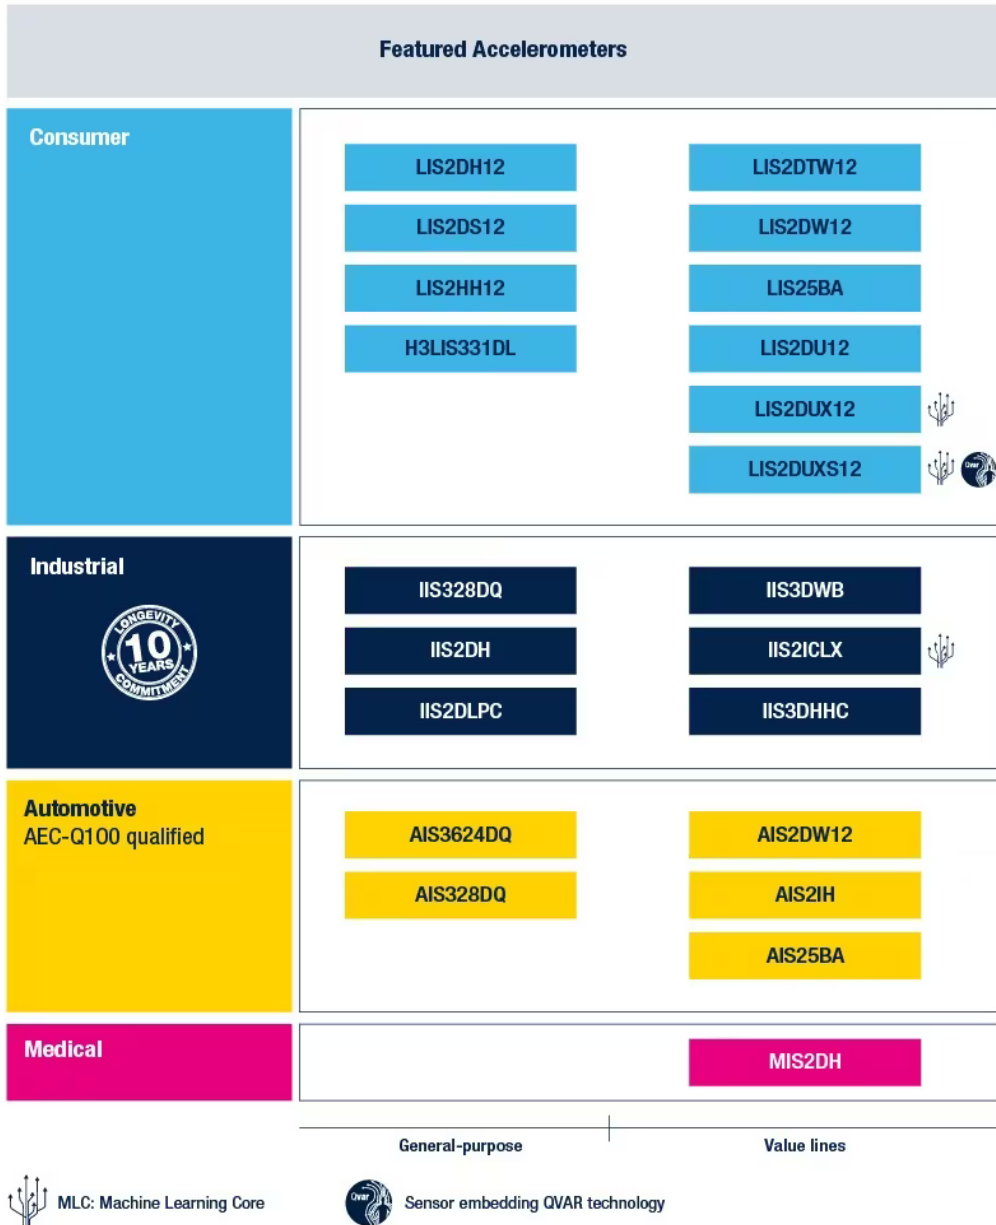 Featured Accelerometers
Consumer
LIS2DH12
LIS2DTW12
LIS2DS12
LIS2DW12
LIS2HH12
LIS25BA
H3LIS331DL
LIS2DU12
LIS2DUX12
LIS2DUXS12
Qvar
Industrial
LONGEVITY
10
YEARS
COMMITMENT
IIS328DQ
IIS3DWB
IIS2DH
IIS2ICLX
IIS2DLPC
IIS3DHHC
Automotive
AEC-Q100 qualified
AIS3624DQ
AIS2DW12
AIS328DQ
AIS2IH
AIS25BA
Medical
MIS2DH
General-purpose
Value lines
MLC: Machine Learning Core
Qvar
Sensor embedding QVAR technology